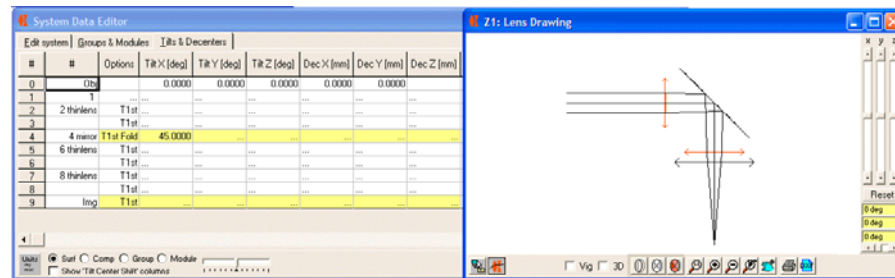 System Data Editor
Edit system Groups & Modules Tilts & Decenters
# # Options Tilt X [deg] Tilt Y [deg] Tilt Z [deg] Dec X [mm] Dec Y [mm] Dec Z [mm]
0 Obj 0.0000 0.0000 0.0000 0.0000 0.0000
1 1 ... ... ... ... ... ... ...
2 2 thinlens T1st ... ... ... ... ... ...
3 T1st ... ... ... ... ... ...
4 4 mirror T1st Fold 45.0000 ... ... ... ... ...
5 6 thinlens T1st ... ... ... ... ... ...
6 T1st ... ... ... ... ... ...
7 8 thinlens T1st ... ... ... ... ... ...
8 T1st ... ... ... ... ... ...
9 Img T1st ... ... ... ... ... ...
Units Surf Comp Group Module
Show 'Tilt Center Shift' columns
Z1: Lens Drawing
x y z
Reset
0 deg
0 deg
0 deg
Vig 3D